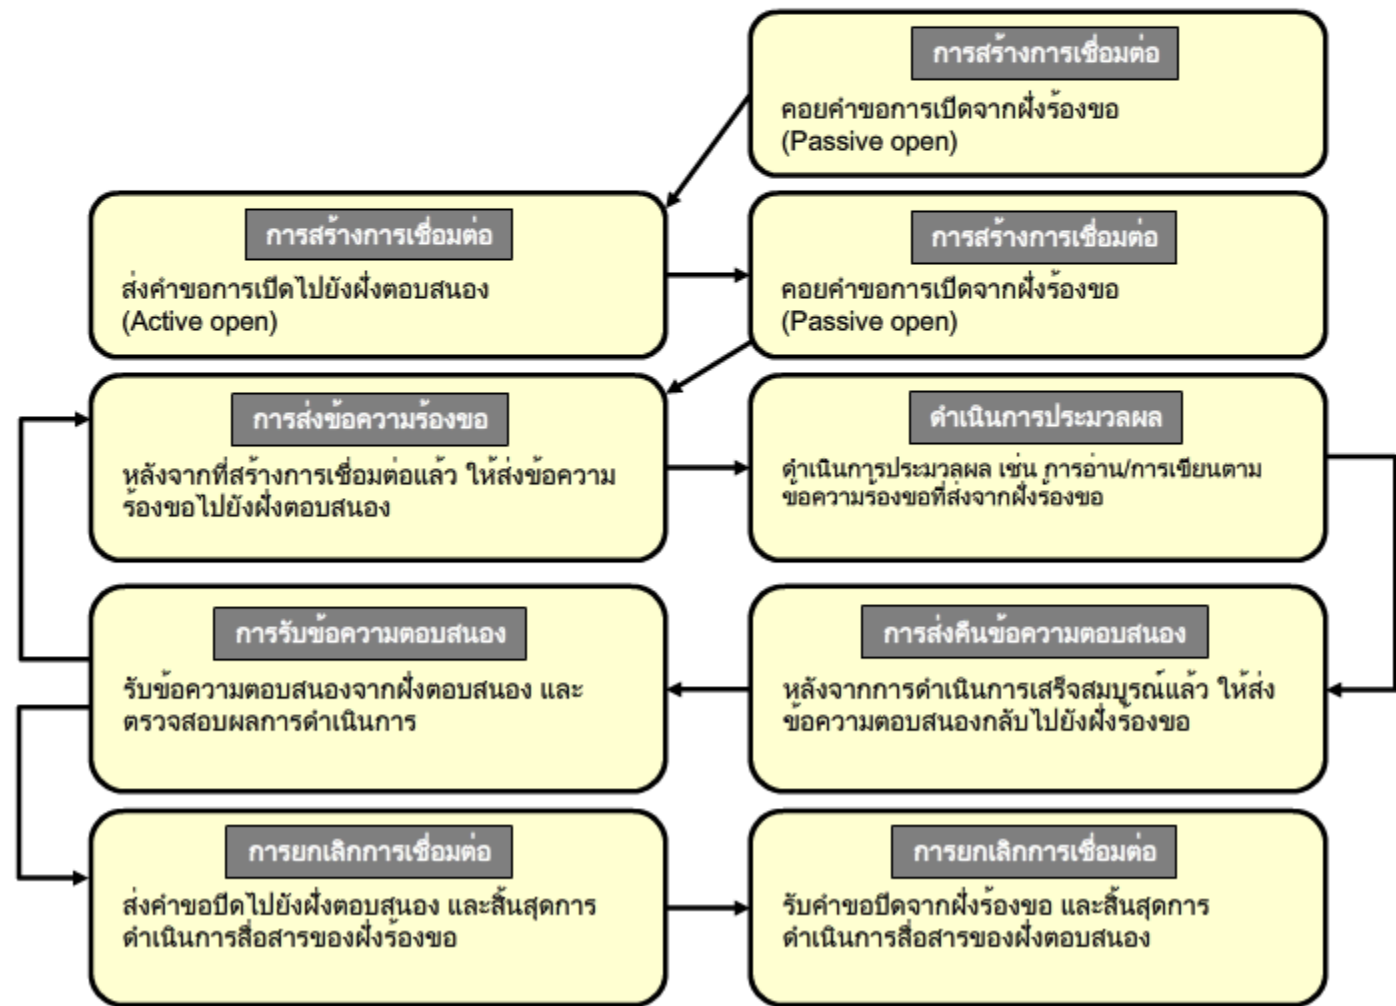 การสร้างการเชื่อมต่อ
คอยคำขอการเปิดจากฝั่งร้องขอ
(Passive open)
การสร้างการเชื่อมต่อ
ส่งคำขอการเปิดไปยังฝั่งตอบสนอง
(Active open)
การสร้างการเชื่อมต่อ
คอยคำขอการเปิดจากฝั่งร้องขอ
(Passive open)
การส่งข้อความร้องขอ
หลังจากที่สร้างการเชื่อมต่อแล้ว ให้ส่งข้อความ
ร้องขอไปยังฝั่งตอบสนอง
ดำเนินการประมวลผล
ดำเนินการประมวลผล เช่น การอ่าน/การเขียนตาม
ข้อความร้องขอที่ส่งจากฝั่งร้องขอ
การรับข้อความตอบสนอง
รับข้อความตอบสนองจากฝั่งตอบสนอง และ
ตรวจสอบผลการดำเนินการ
การส่งคืนข้อความตอบสนอง
หลังจากการดำเนินการเสร็จสมบูรณ์แล้ว ให้ส่ง
ข้อความตอบสนองกลับไปยังฝั่งร้องขอ
การยกเลิกการเชื่อมต่อ
ส่งคำขอปิดไปยังฝั่งตอบสนอง และสิ้นสุดการ
ดำเนินการสื่อสารของฝั่งร้องขอ
การยกเลิกการเชื่อมต่อ
รับคำขอปิดจากฝั่งร้องขอ และสิ้นสุดการ
ดำเนินการสื่อสารของฝั่งตอบสนอง